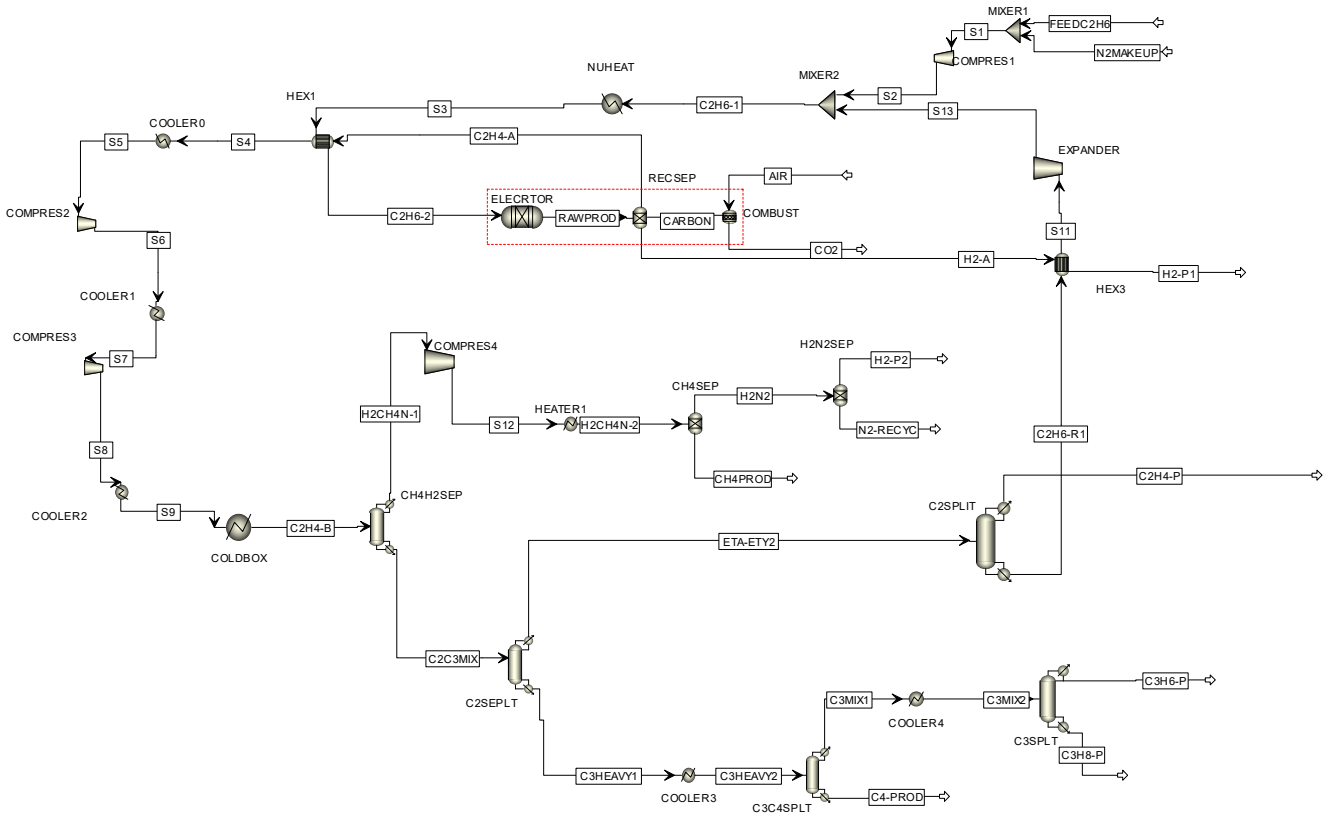 MIXER1
FEEDC2H6
S1
N2MAKEUP
COMPRES1
NUHEAT
MIXER2
HEX1
S2
S3
C2H6-1
S13
COOLER0
C2H4-A
S5
S4
EXPANDER
RECSEP
AIR
ELECRTOR
COMPRES2
C2H6-2
RAWPROD
CARBON
COMBUST
S6
S11
CO2
H2-A
H2-P1
HEX3
COOLER1
COMPRES3
COMPRES4
H2N2SEP
S7
H2-P2
CH4SEP
H2N2
H2CH4N-1
HEATER1
S12
H2CH4N-2
N2-RECYC
C2H6-R1
S8
C2H4-P
CH4PROD
CH4H2SEP
C2SPLIT
COOLER2
S9
C2H4-B
COLDBOX
ETA-ETY2
C2C3MIX
C2SEPLT
C3H6-P
C3MIX1
C3MIX2
COOLER4
C3SPLT
C3H8-P
C3HEAVY1
C3HEAVY2
COOLER3
C4-PROD
C3C4SPLT